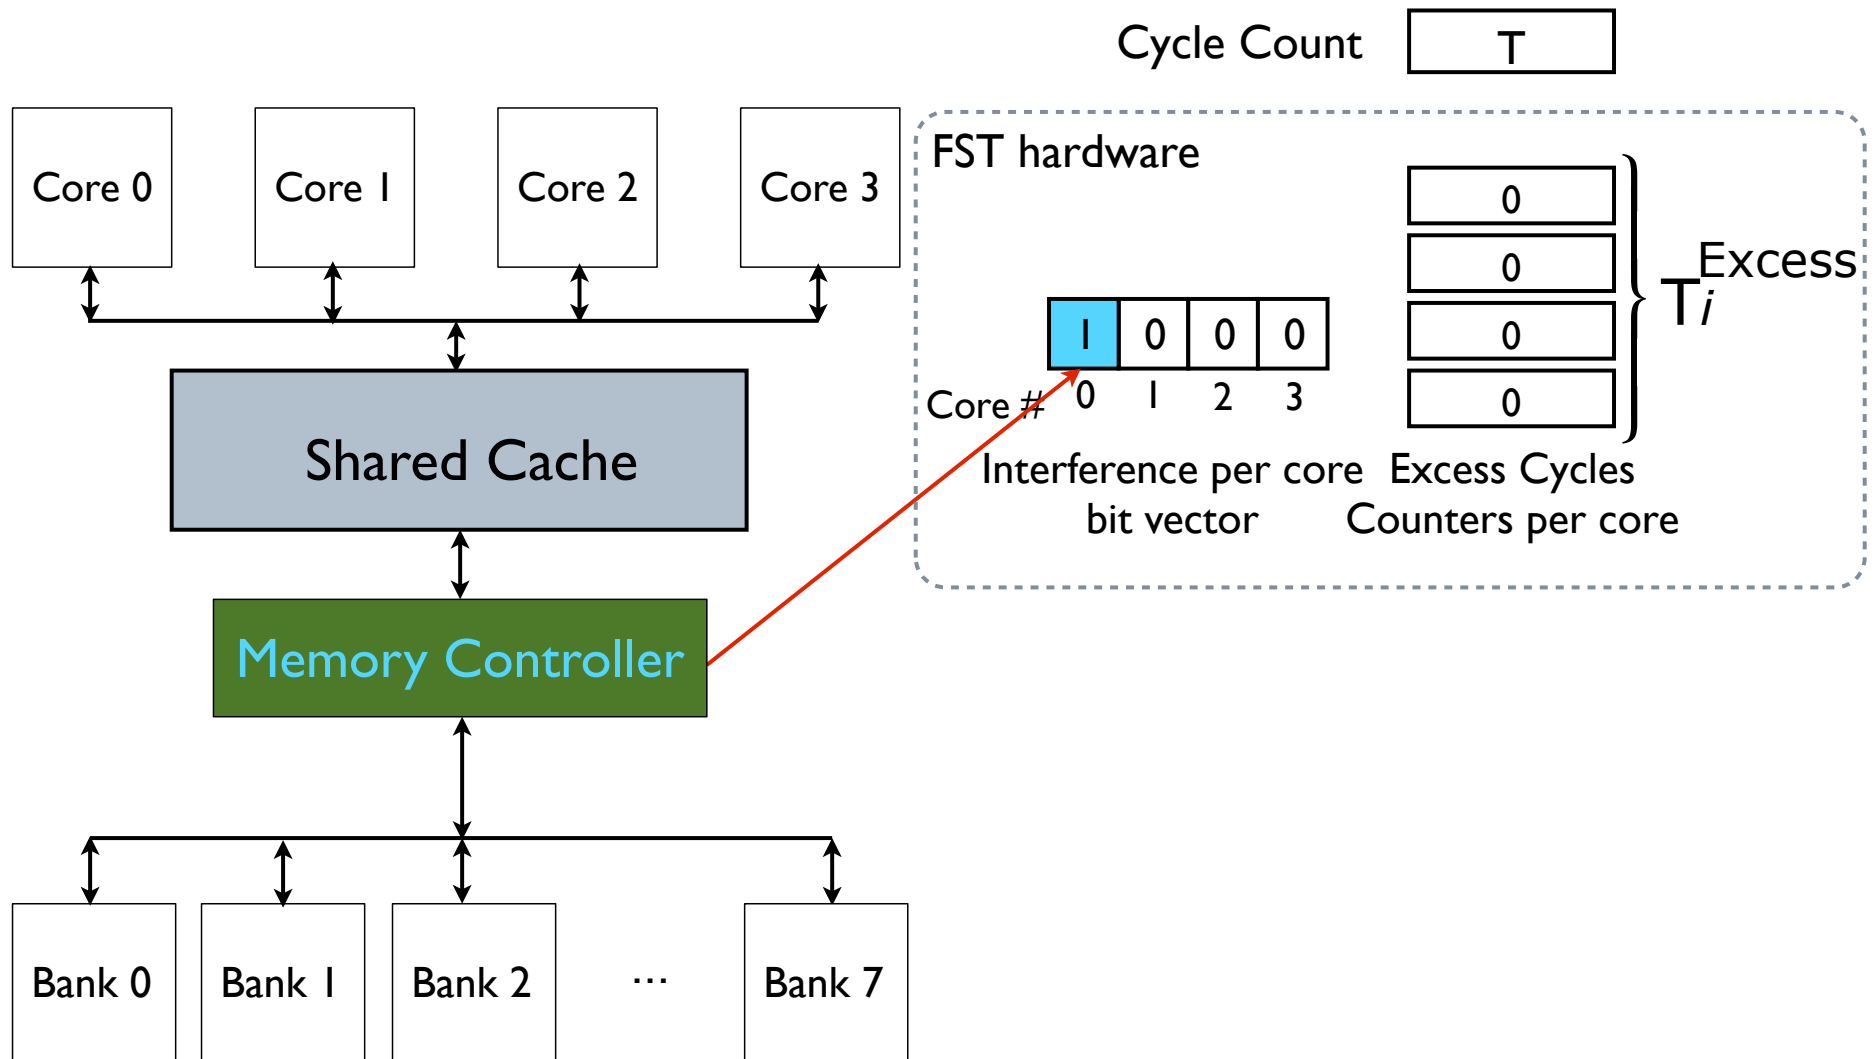 Cycle Count T
Core 0 Core 1 Core 2 Core 3
FST hardware
0
0
0
0
T i Excess
1 0 0 0
Core # 0 1 2 3
Interference per core
bit vector
Excess Cycles
Counters per core
Shared Cache
Memory Controller
Bank 0 Bank 1 Bank 2 ... Bank 7